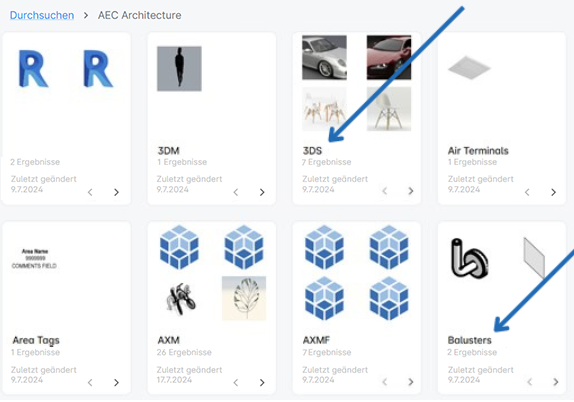 Durchsuchen > AEC Architecture
2 Ergebnisse
Zuletzt geändert
9.7.2024
3DM
1 Ergebnisse
Zuletzt geändert
9.7.2024
3DS
7 Ergebnisse
Zuletzt geändert
9.7.2024
Air Terminals
1 Ergebnisse
Zuletzt geändert
9.7.2024
Area Name
9900900
COMMENTS FIELD
Area Tags
1 Ergebnisse
Zuletzt geändert
9.7.2024
AXM
26 Ergebnisse
Zuletzt geändert
17.7.2024
AXMF
7 Ergebnisse
Zuletzt geändert
9.7.2024
Balusters
2 Ergebnisse
Zuletzt geändert
9.7.2024